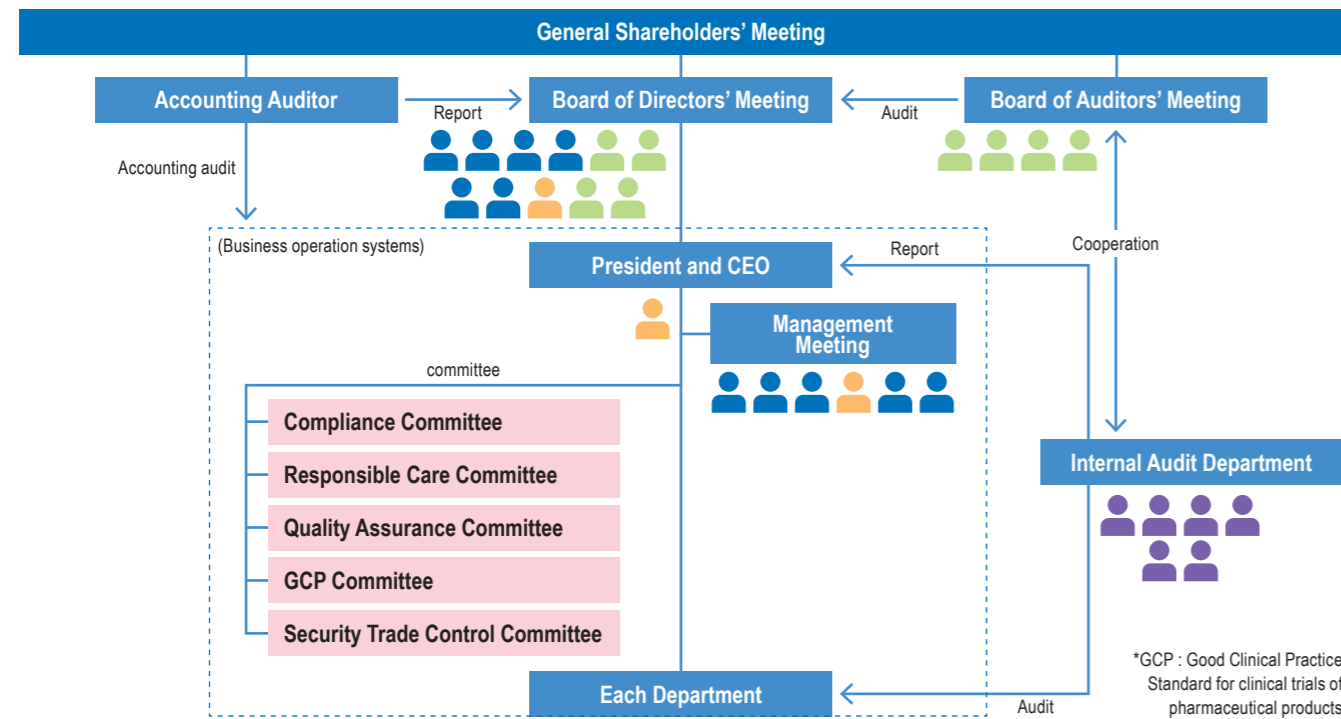 General Shareholders’ Meeting
Accounting Auditor
Report
Board of Directors’ Meeting
Audit
Board of Auditors’ Meeting
Accounting audit
(Business operation systems)
President and CEO
Report
Cooperation
Management
Meeting
committee
Compliance Committee
Responsible Care Committee
Quality Assurance Committee
GCP Committee
Security Trade Control Committee
Internal Audit Department
Each Department
Audit
*GCP : Good Clinical Practice
Standard for clinical trials of
pharmaceutical products